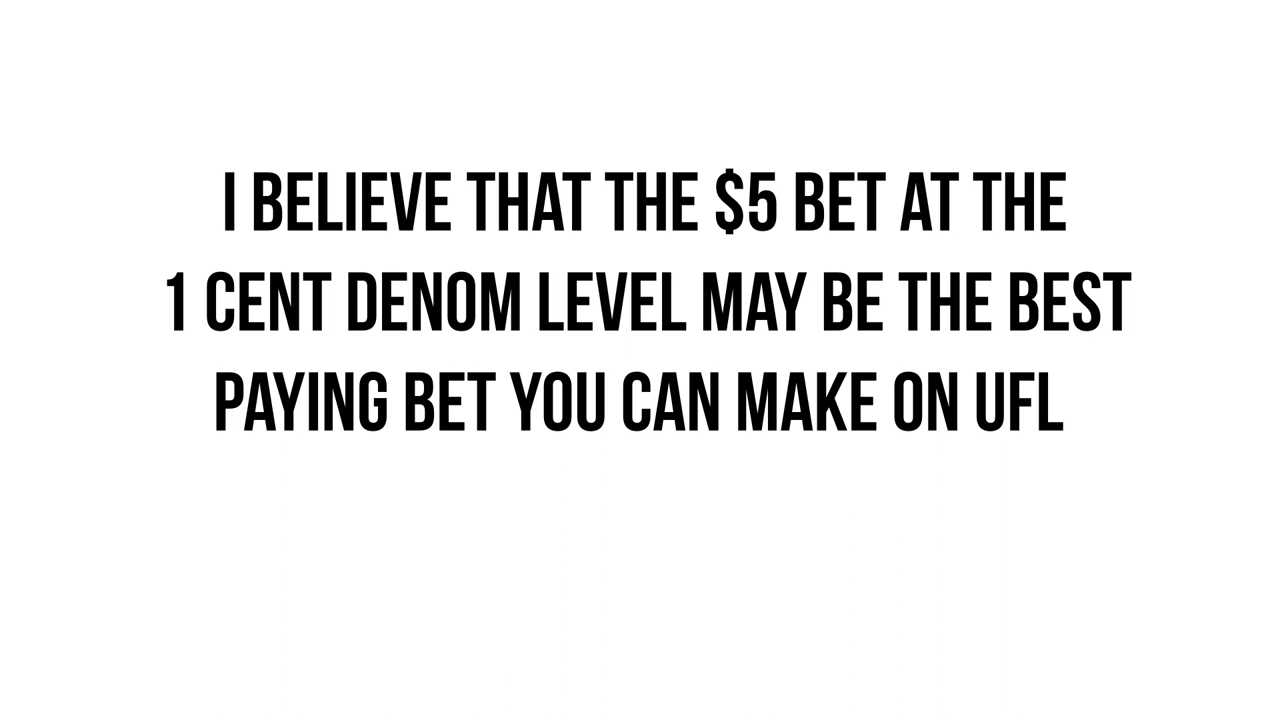 I BELIEVE THAT THE $5 BET AT THE
1 CENT DENOM LEVEL MAY BE THE BEST
PAYING BET YOU CAN MAKE ON UFL